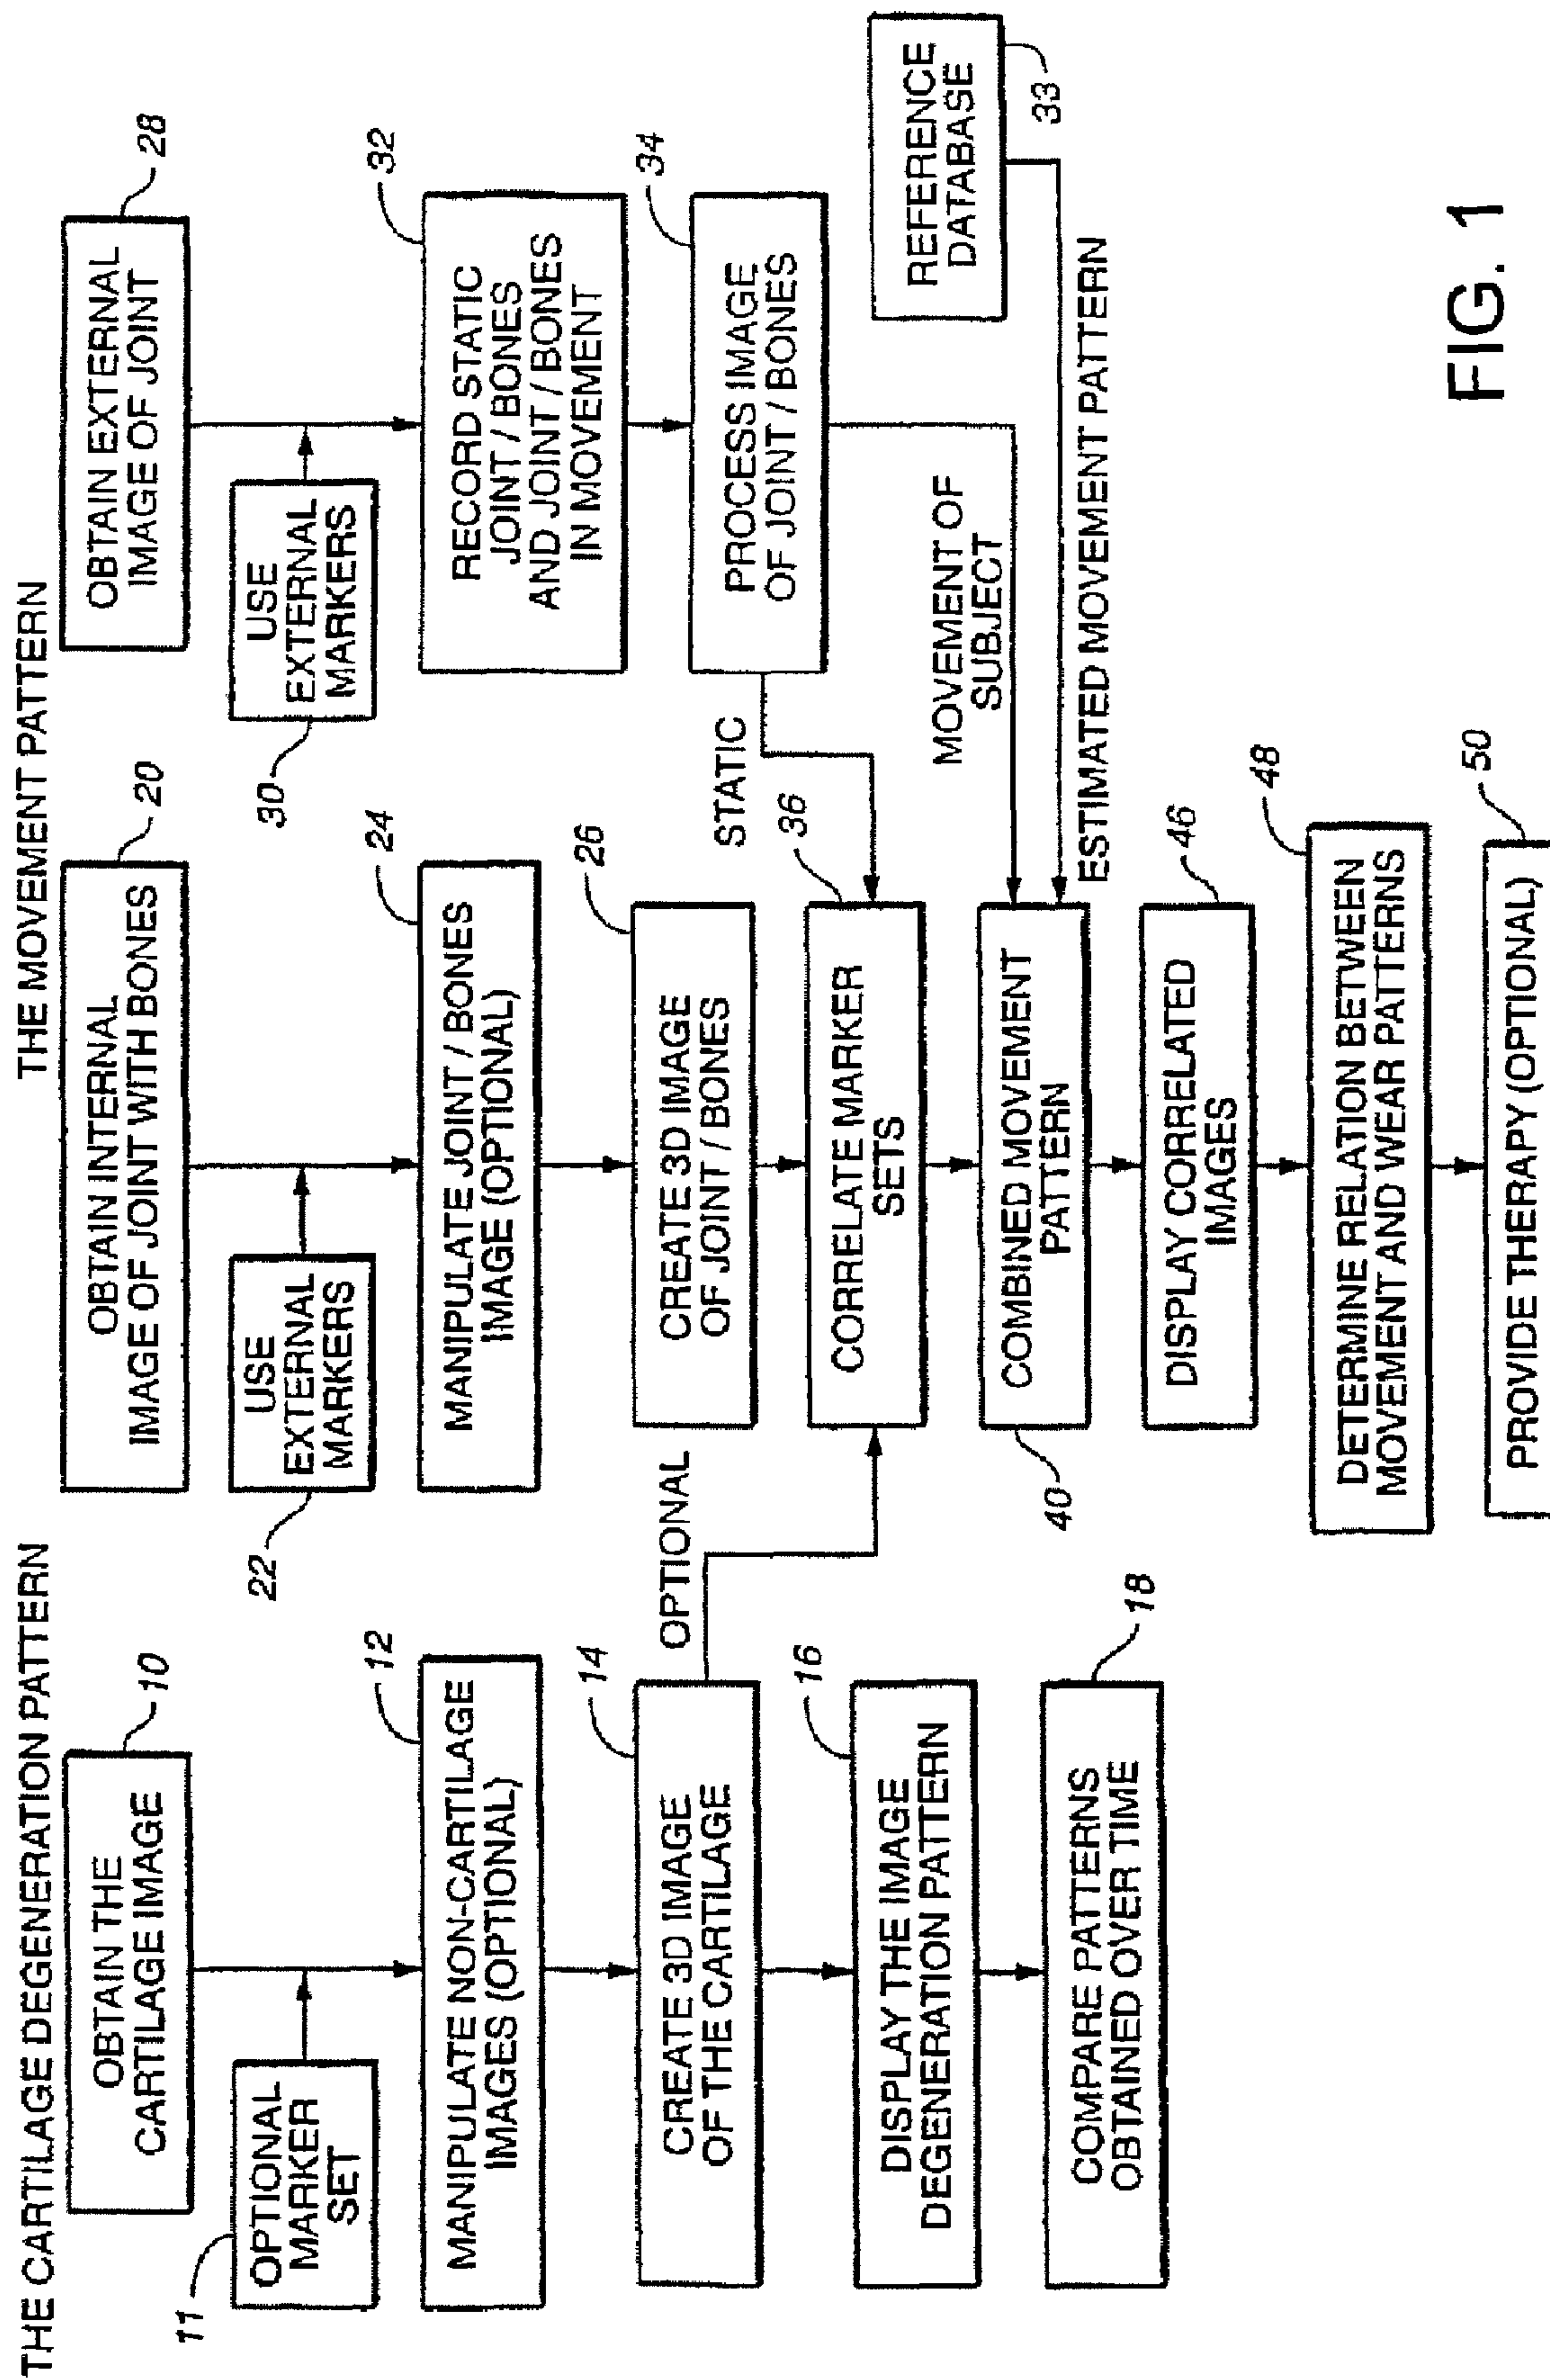 THE CARTILAGE DEGENERATION PATTERN
10
OBTAIN THE
CARTILAGE IMAGE
11
OPTIONAL
MARKER
SET
12
MANIPULATE NON-CARTILAGE
IMAGES (OPTIONAL)
14
CREATE 3D IMAGE
OF THE CARTILAGE
OPTIONAL
16
DISPLAY THE IMAGE
DEGENERATION PATTERN
18
COMPARE PATTERNS
OBTAINED OVER TIME
THE MOVEMENT PATTERN
20
OBTAIN INTERNAL
IMAGE OF JOINT WITH BONES
22
USE
EXTERNAL
MARKERS
24
MANIPULATE JOINT / BONES
IMAGE (OPTIONAL)
26
CREATE 3D IMAGE
OF JOINT / BONES
36
CORRELATE MARKER
SETS
40
COMBINED MOVEMENT
PATTERN
46
DISPLAY CORRELATED
IMAGES
48
DETERMINE RELATION BETWEEN
MOVEMENT AND WEAR PATTERNS
50
PROVIDE THERAPY (OPTIONAL)
28
OBTAIN EXTERNAL
IMAGE OF JOINT
30
USE
EXTERNAL
MARKERS
32
RECORD STATIC
JOINT / BONES
AND JOINT / BONES
IN MOVEMENT
34
PROCESS IMAGE
OF JOINT / BONES
STATIC
MOVEMENT OF
SUBJECT
REFERENCE
DATABASE
33
ESTIMATED MOVEMENT PATTERN
FIG. 1